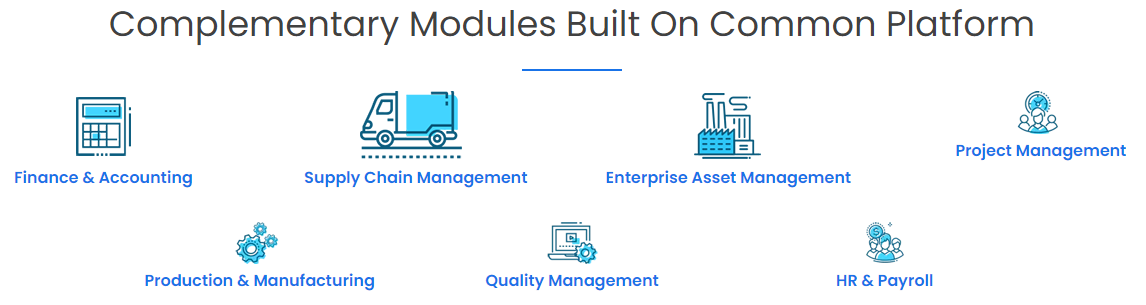 Complementary Modules Built On Common Platform
Finance & Accounting
Supply Chain Management
Enterprise Asset Management
Project Management
Production & Manufacturing
Quality Management
HR & Payroll